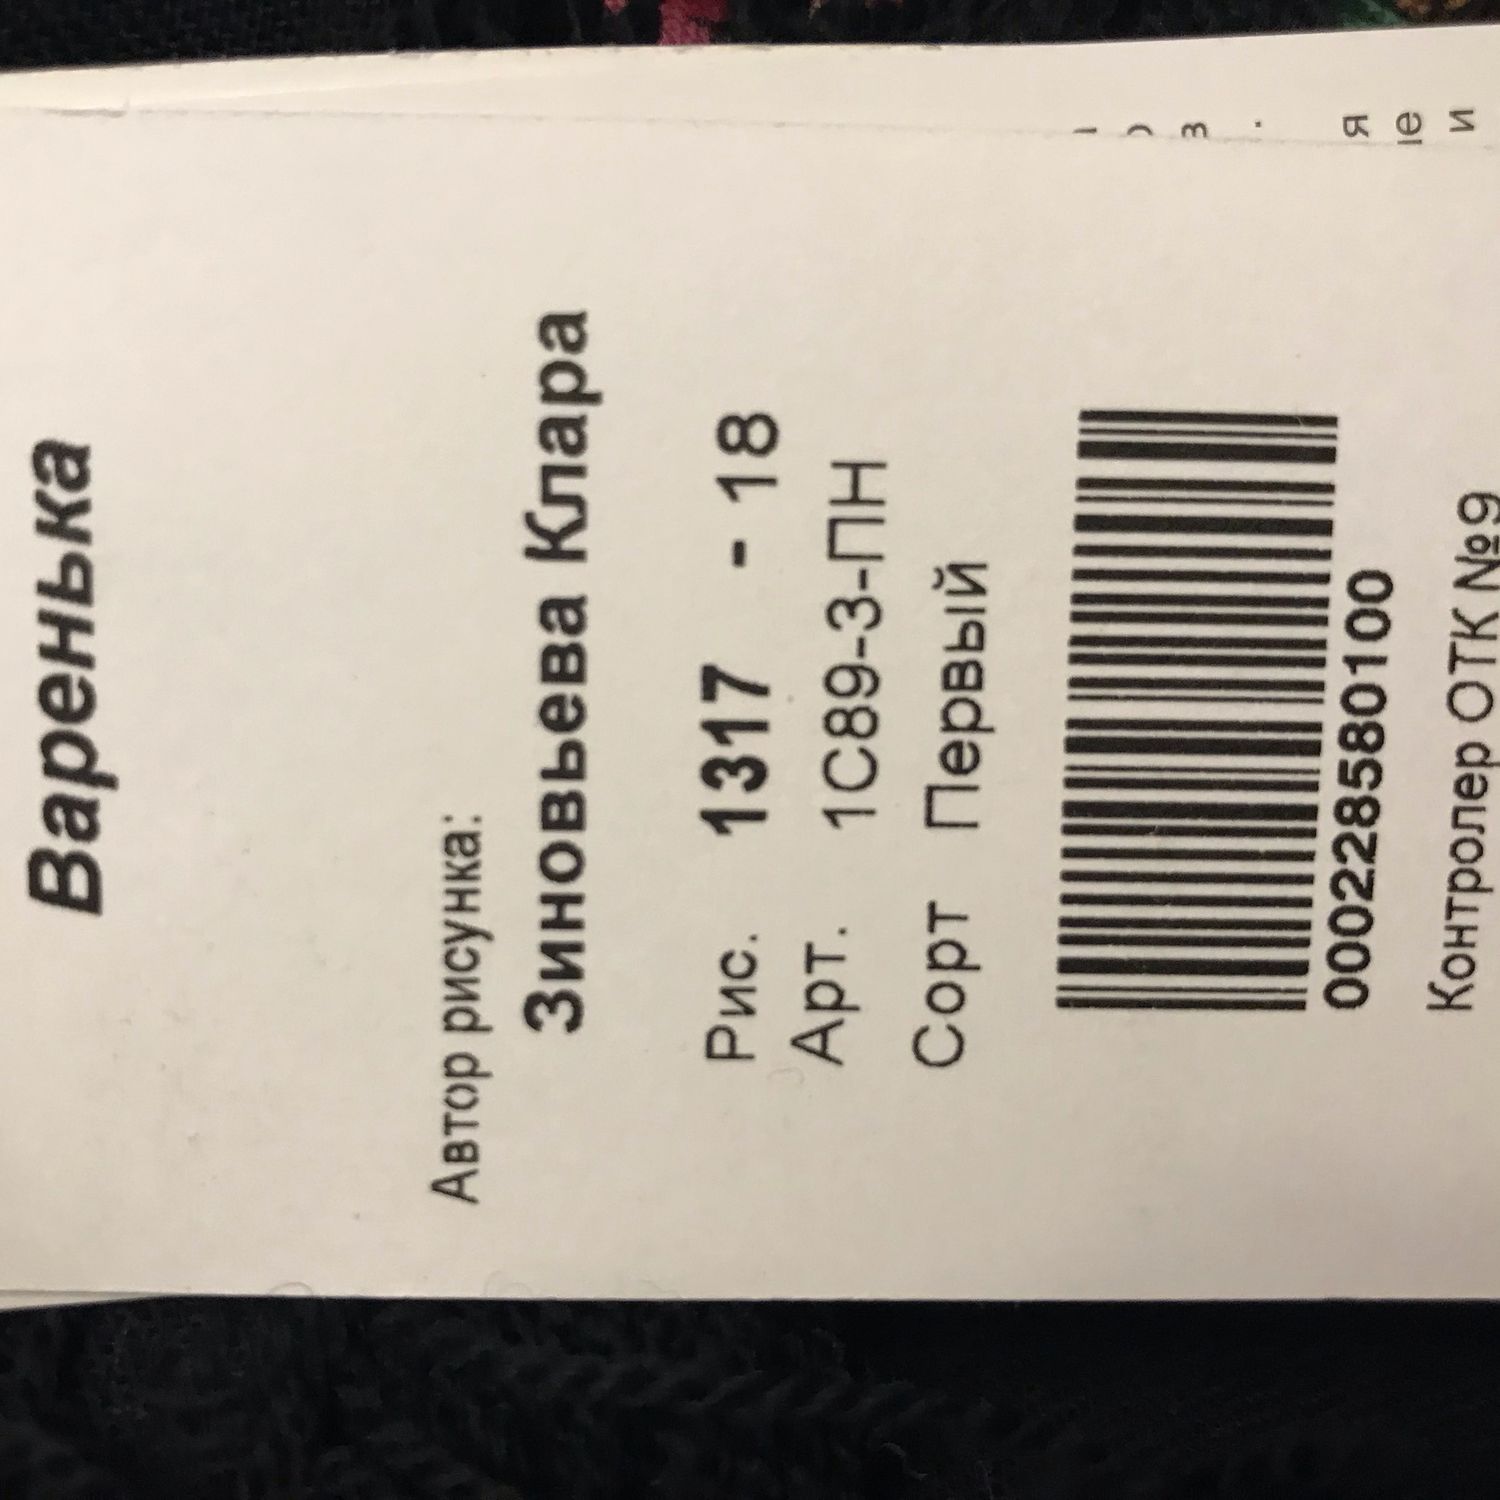 Варенька
Автор рисунка:
Зиновьева Клара
Рис. 1317 - 18
Арт. 1С89-3-ПН
Сорт Первый
000228580100
Контролер ОТК №9